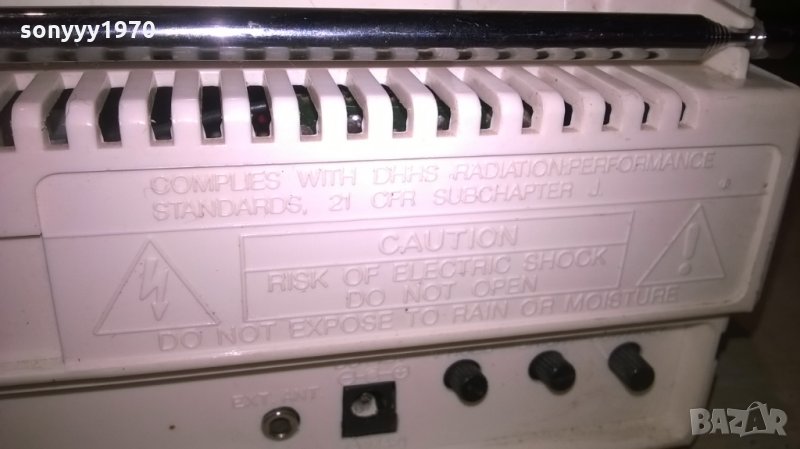 sonyyy1970
COMPLIES WITH DHHS RADIATION PERFORMANCE
STANDARDS, 21 CFR SUBCHAPTER J.
CAUTION
RISK OF ELECTRIC SHOCK
DO NOT OPEN
DO NOT EXPOSE TO RAIN OR MOISTURE
EXT. ANT
BAZAR